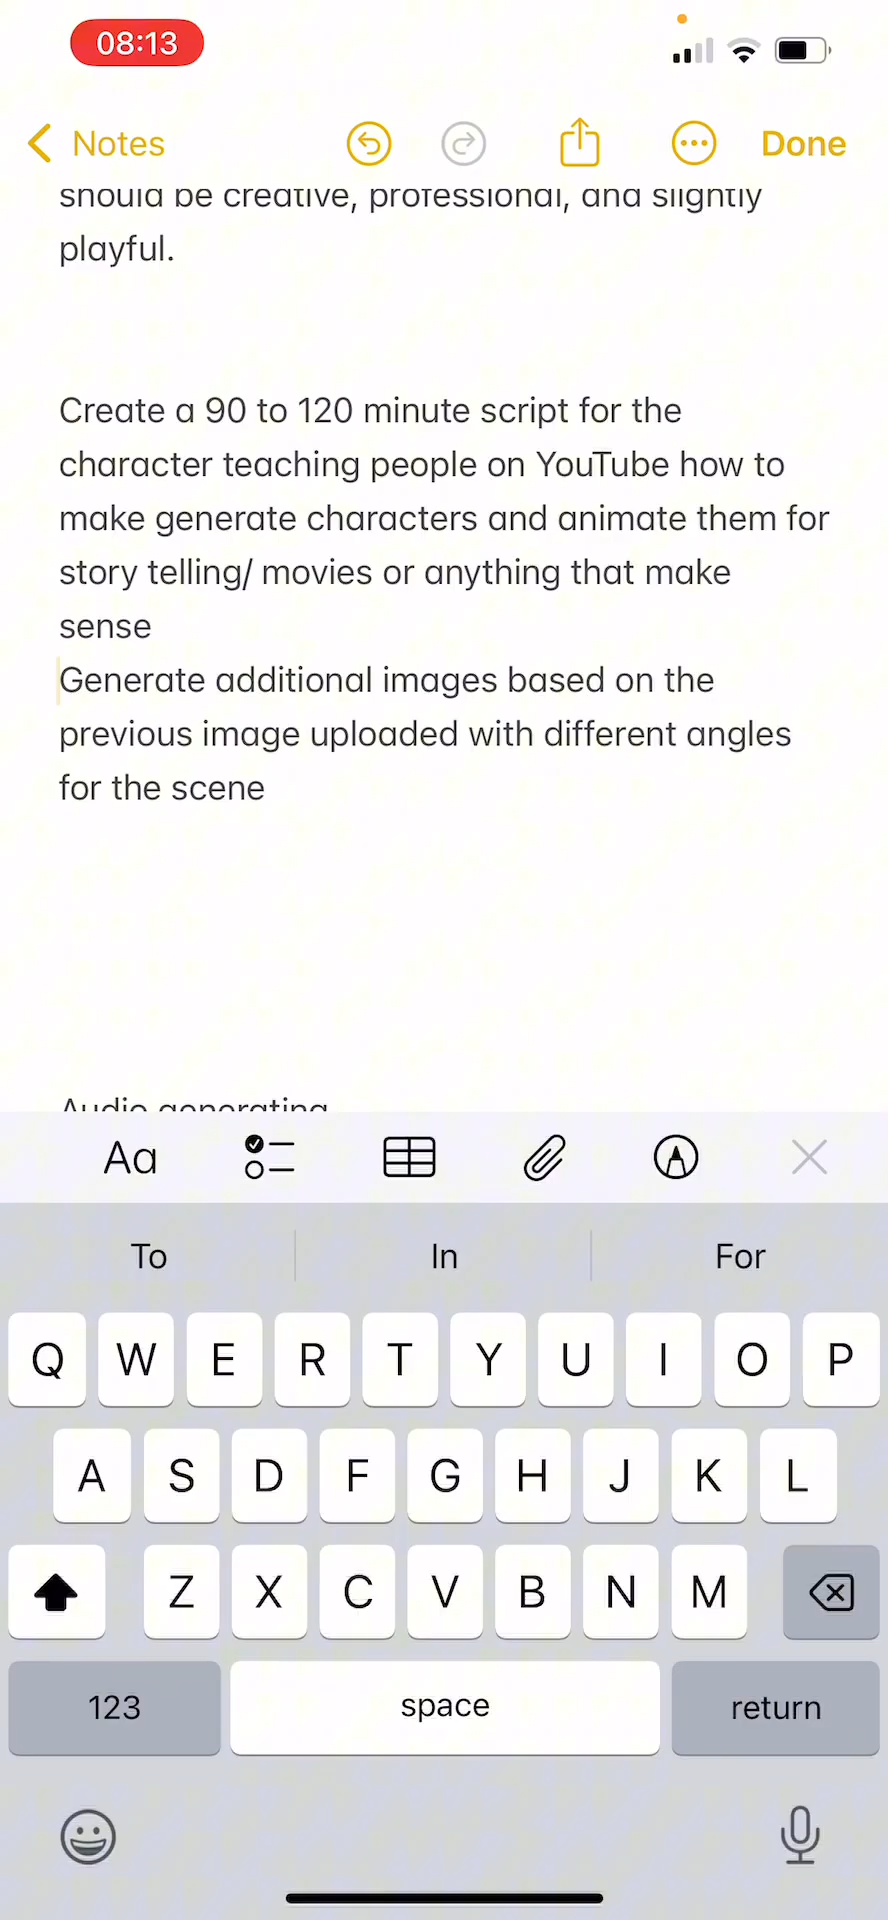 08:13
Notes
Done
should be creative, professional, and slightly
playful.
Create a 90 to 120 minute script for the
character teaching people on YouTube how to
make generate characters and animate them for
story telling/ movies or anything that make
sense
Generate additional images based on the
previous image uploaded with different angles
for the scene
Audio generating
Aa
To
In
For
Q W E R T Y U I O P
A S D F G H J K L
Z X C V B N M
123
space
return